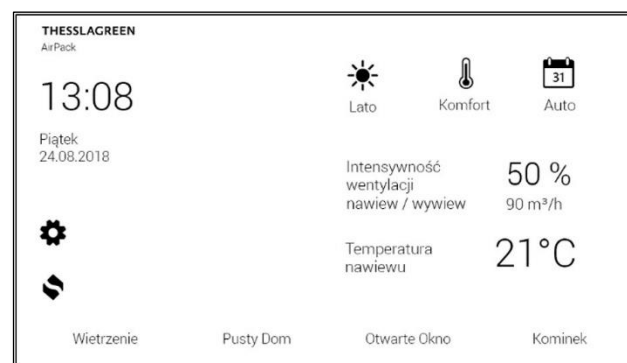 THESSLAGREEN
AirPack
13:08
Piątek
24.08.2018
Lato
Komfort
31
Auto
Intensywność
wentylacji
nawiew / wywiew
50 %
90 m³/h
Temperatura
nawiewu
21°C
Wietrzenie
Pusty Dom
Otwarte Okno
Kominek